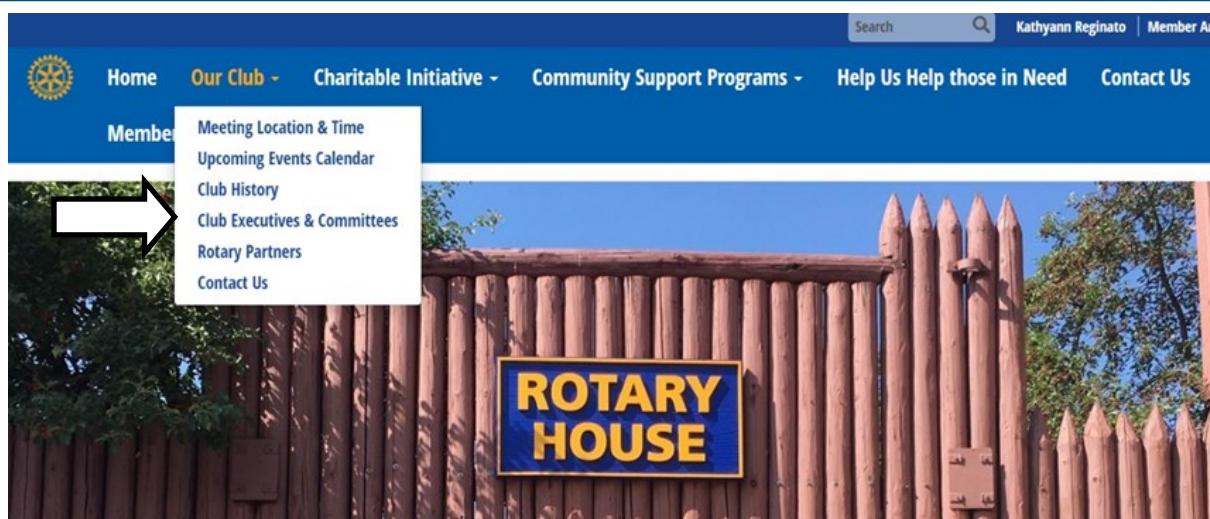 Search Kathyann Reginato Member
Home Our Club Charitable Initiative Community Support Programs Help Us Help those in Need Contact Us
Meeting Location & Time
Upcoming Events Calendar
Club History
Club Executives & Committees
Rotary Partners
Contact Us
ROTARY
HOUSE